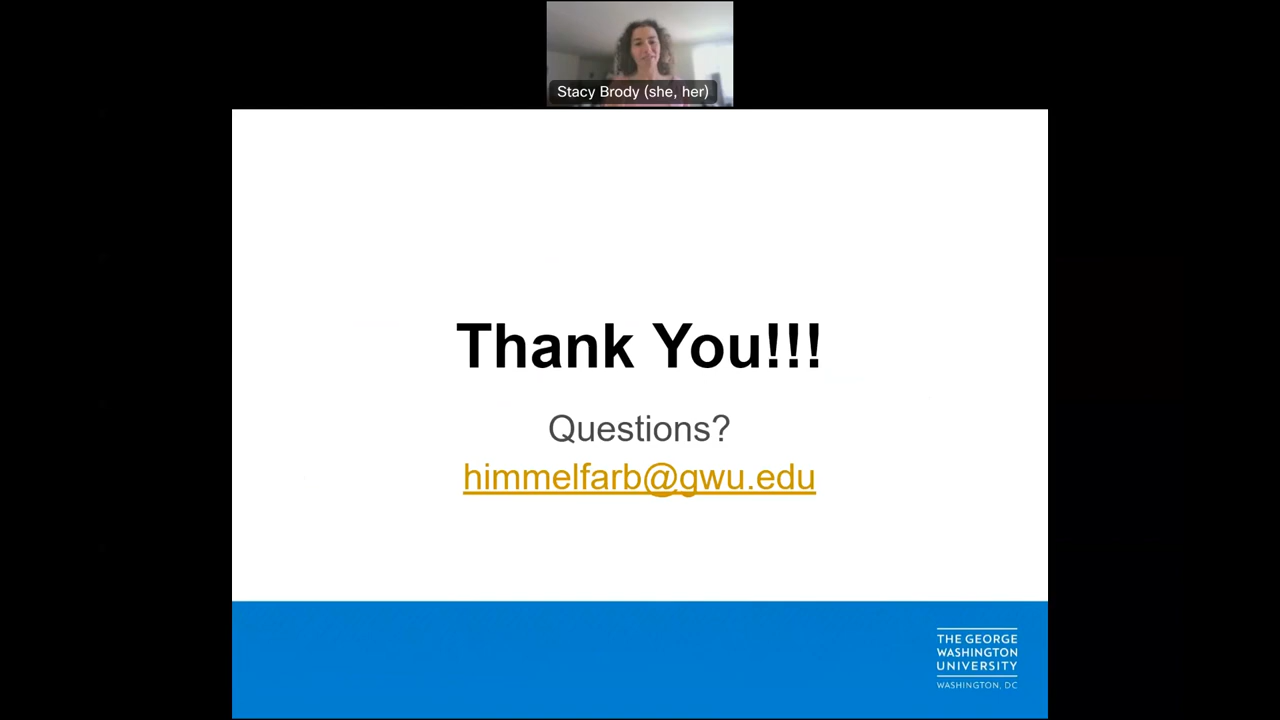 Stacy Brody (she, her)
Thank You!!!
Questions?
himmelfarb@gwu.edu
THE GEORGE
WASHINGTON
UNIVERSITY
WASHINGTON, DC